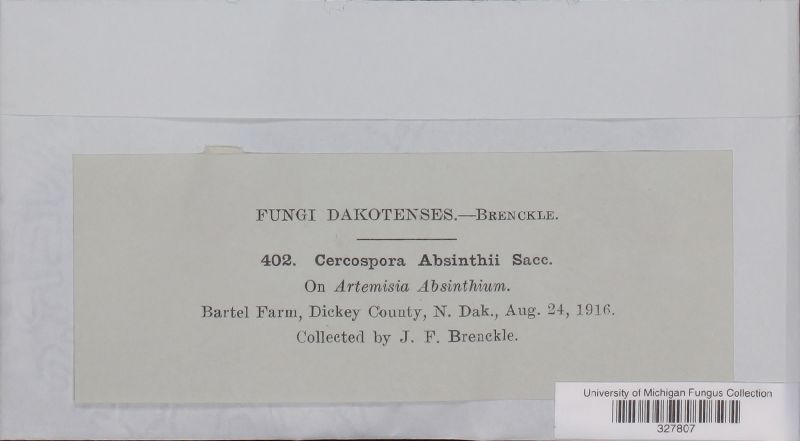 FUNGI DAKOTENSES.—BRENCKLE.
402. Cercospora Absinthii Sacc.
On Artemisia Absinthium.
Bartel Farm, Dickey County, N. Dak., Aug. 24, 1916.
Collected by J. F. Brenckle.
University of Michigan Fungus Collection
327807